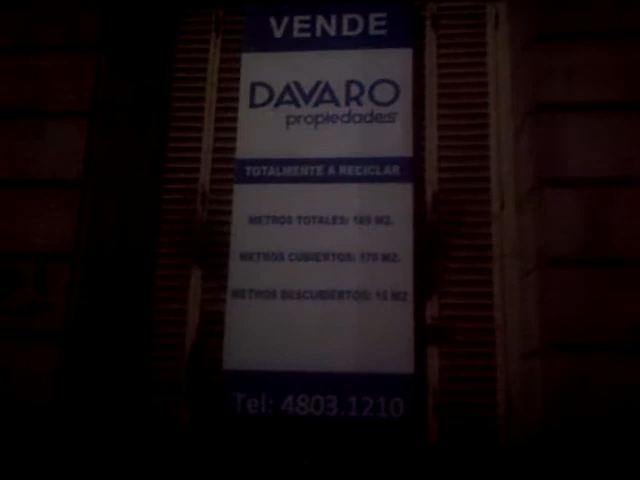 VENDE
DAVARO
propiedades
TOTALMENTE A RECICLAR
METROS TOTALES: 185 M2.
METROS CUBIERTOS: 170 M2.
METROS DESCUBIERTOS: 15 M2
Tel: 4803.1210